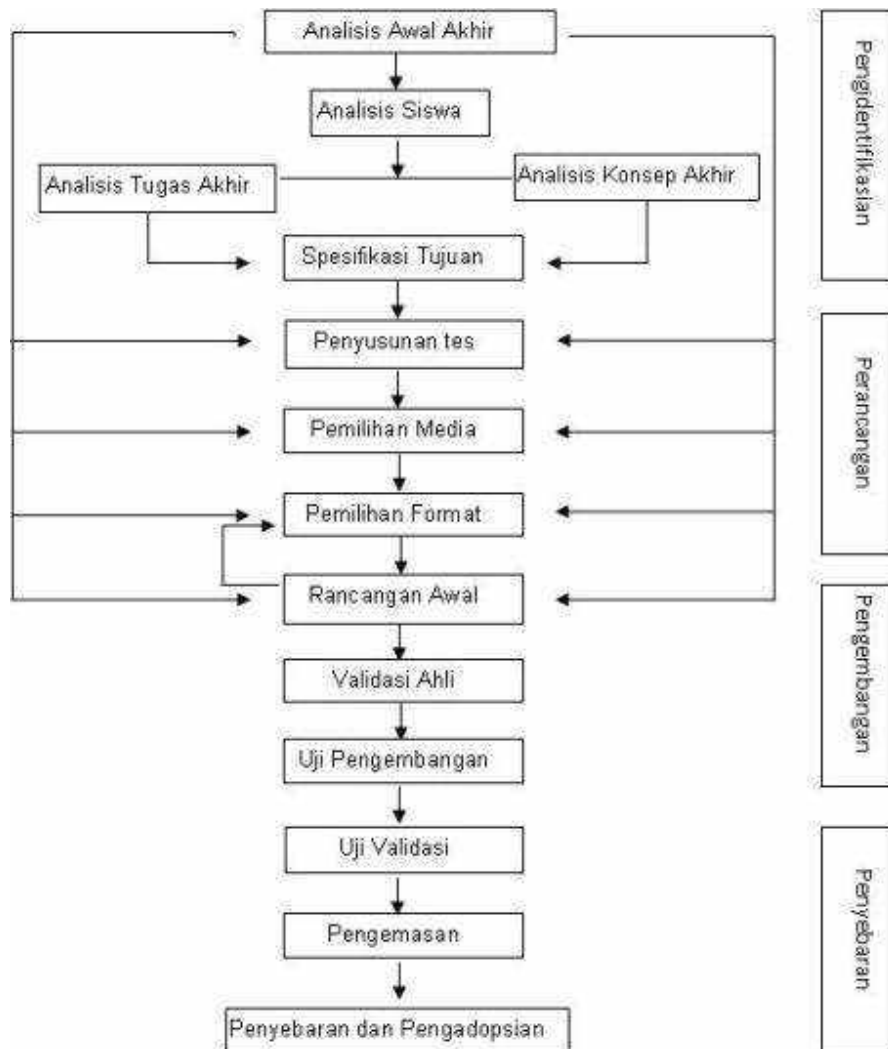 Analisis Awal Akhir
Analisis Siswa
Analisis Tugas Akhir
Analisis Konsep Akhir
Spesifikasi Tujuan
Penyusunan tes
Pemilihan Media
Pemilihan Format
Rancangan Awal
Validasi Ahli
Uji Pengembangan
Uji Validasi
Pengemasan
Penyebaran dan Pengadopsian
Pengidentifikasian
Perancangan
Pengembangan
Penyebaran